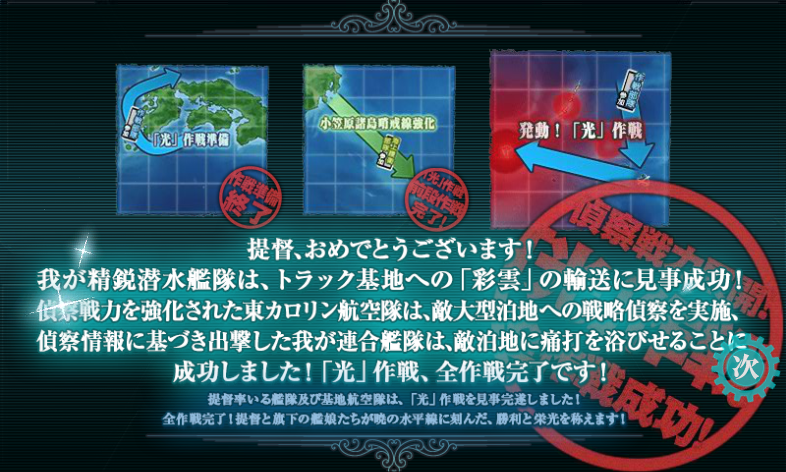 「光」作戦準備
作戦準備
終了
小笠原諸島哨戒線強化
「光」作戦
前段作戦
完了!
発動!「光」作戦
提督、おめでとうございます!
我が精鋭潜水艦隊は、トラック基地への「彩雲」の輸送に見事成功!
偵察戦力を強化された東カロリン航空隊は、敵大型泊地への戦略偵察を実施、
偵察情報に基づき出撃した我が連合艦隊は、敵泊地に痛打を浴びせることに
成功しました!「光」作戦、全作戦完了です!
次
提督率いる艦隊及び基地航空隊は、「光」作戦を見事完遂しました!
全作戦完了!提督と旗下の艦娘たちが暁の水平線に刻んだ、勝利と栄光を称えます!
作戦成功!